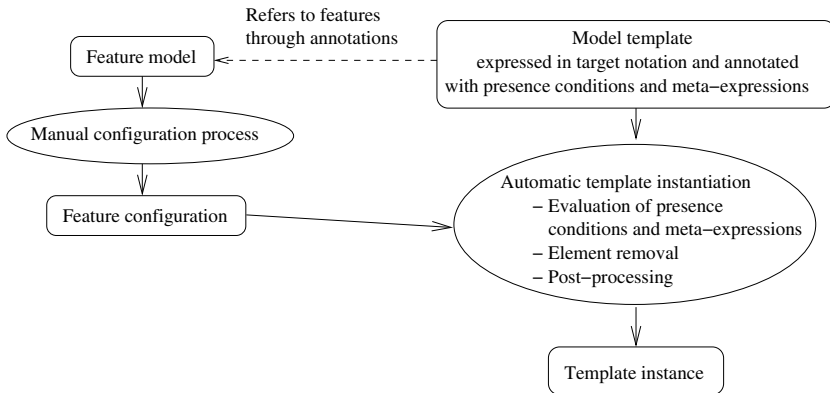 Refers to features
through annotations
Feature model
Model template
expressed in target notation and annotated
with presence conditions and meta−expressions
Manual configuration process
Feature configuration
Automatic template instantiation
− Evaluation of presence
conditions and meta−expressions
− Element removal
− Post−processing
Template instance